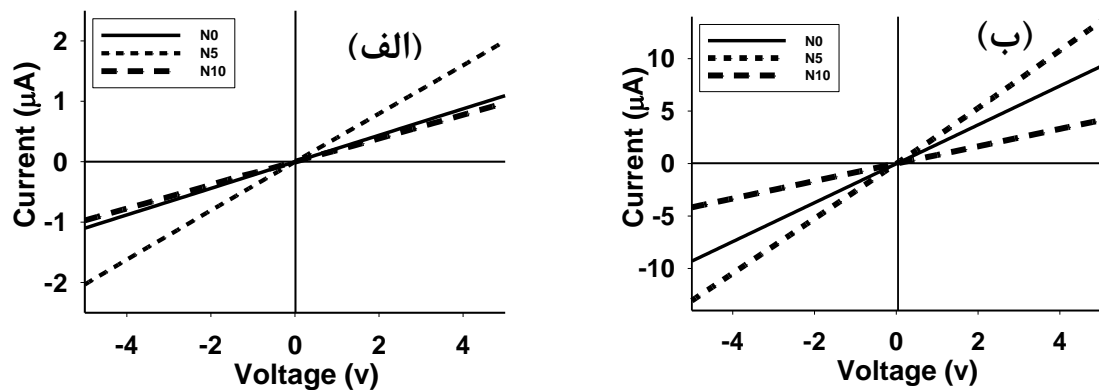 (الف)
N0
N5
N10
2
1
0
-1
-2
Current (µA)
-4 -2 0 2 4
Voltage (v)
(ب)
N0
N5
N10
10
5
0
-5
-10
Current (µA)
-4 -2 0 2 4
Voltage (v)